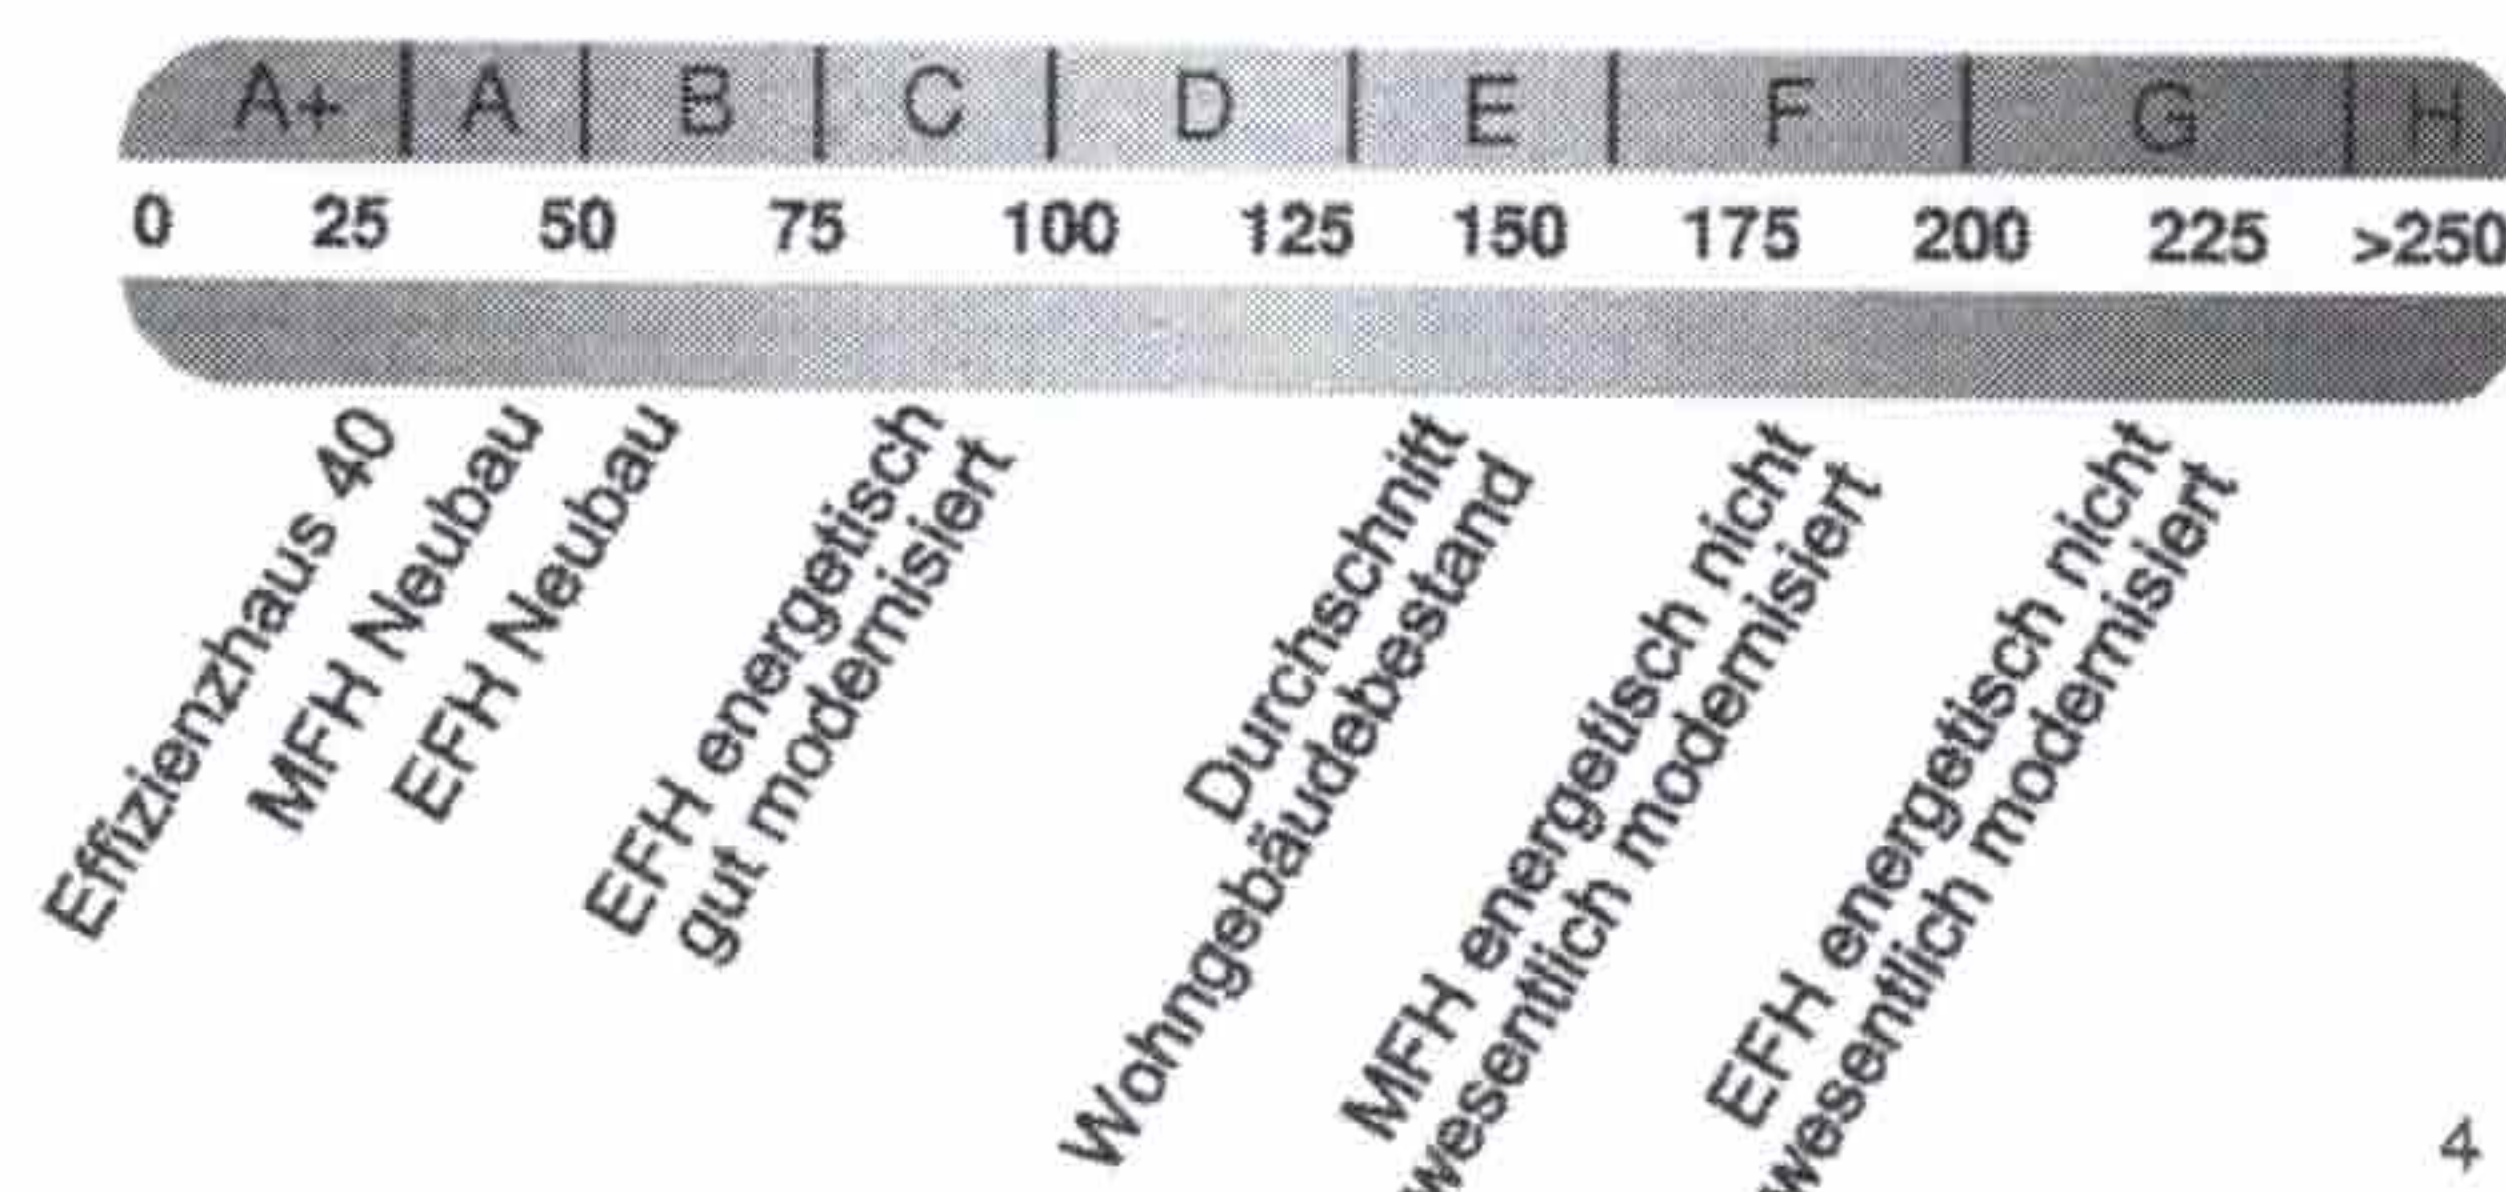 A+ | A | B | C | D | E | F | G | H
0 25 50 75 100 125 150 175 200 225 >250
Effizienzhaus 40
MFH Neubau
EFH Neubau
EFH energetisch
gut modernisiert
Durchschnitt
Wohngebäudebestand
MFH energetisch nicht
wesentlich modernisiert
EFH energetisch nicht
wesentlich modernisiert
4